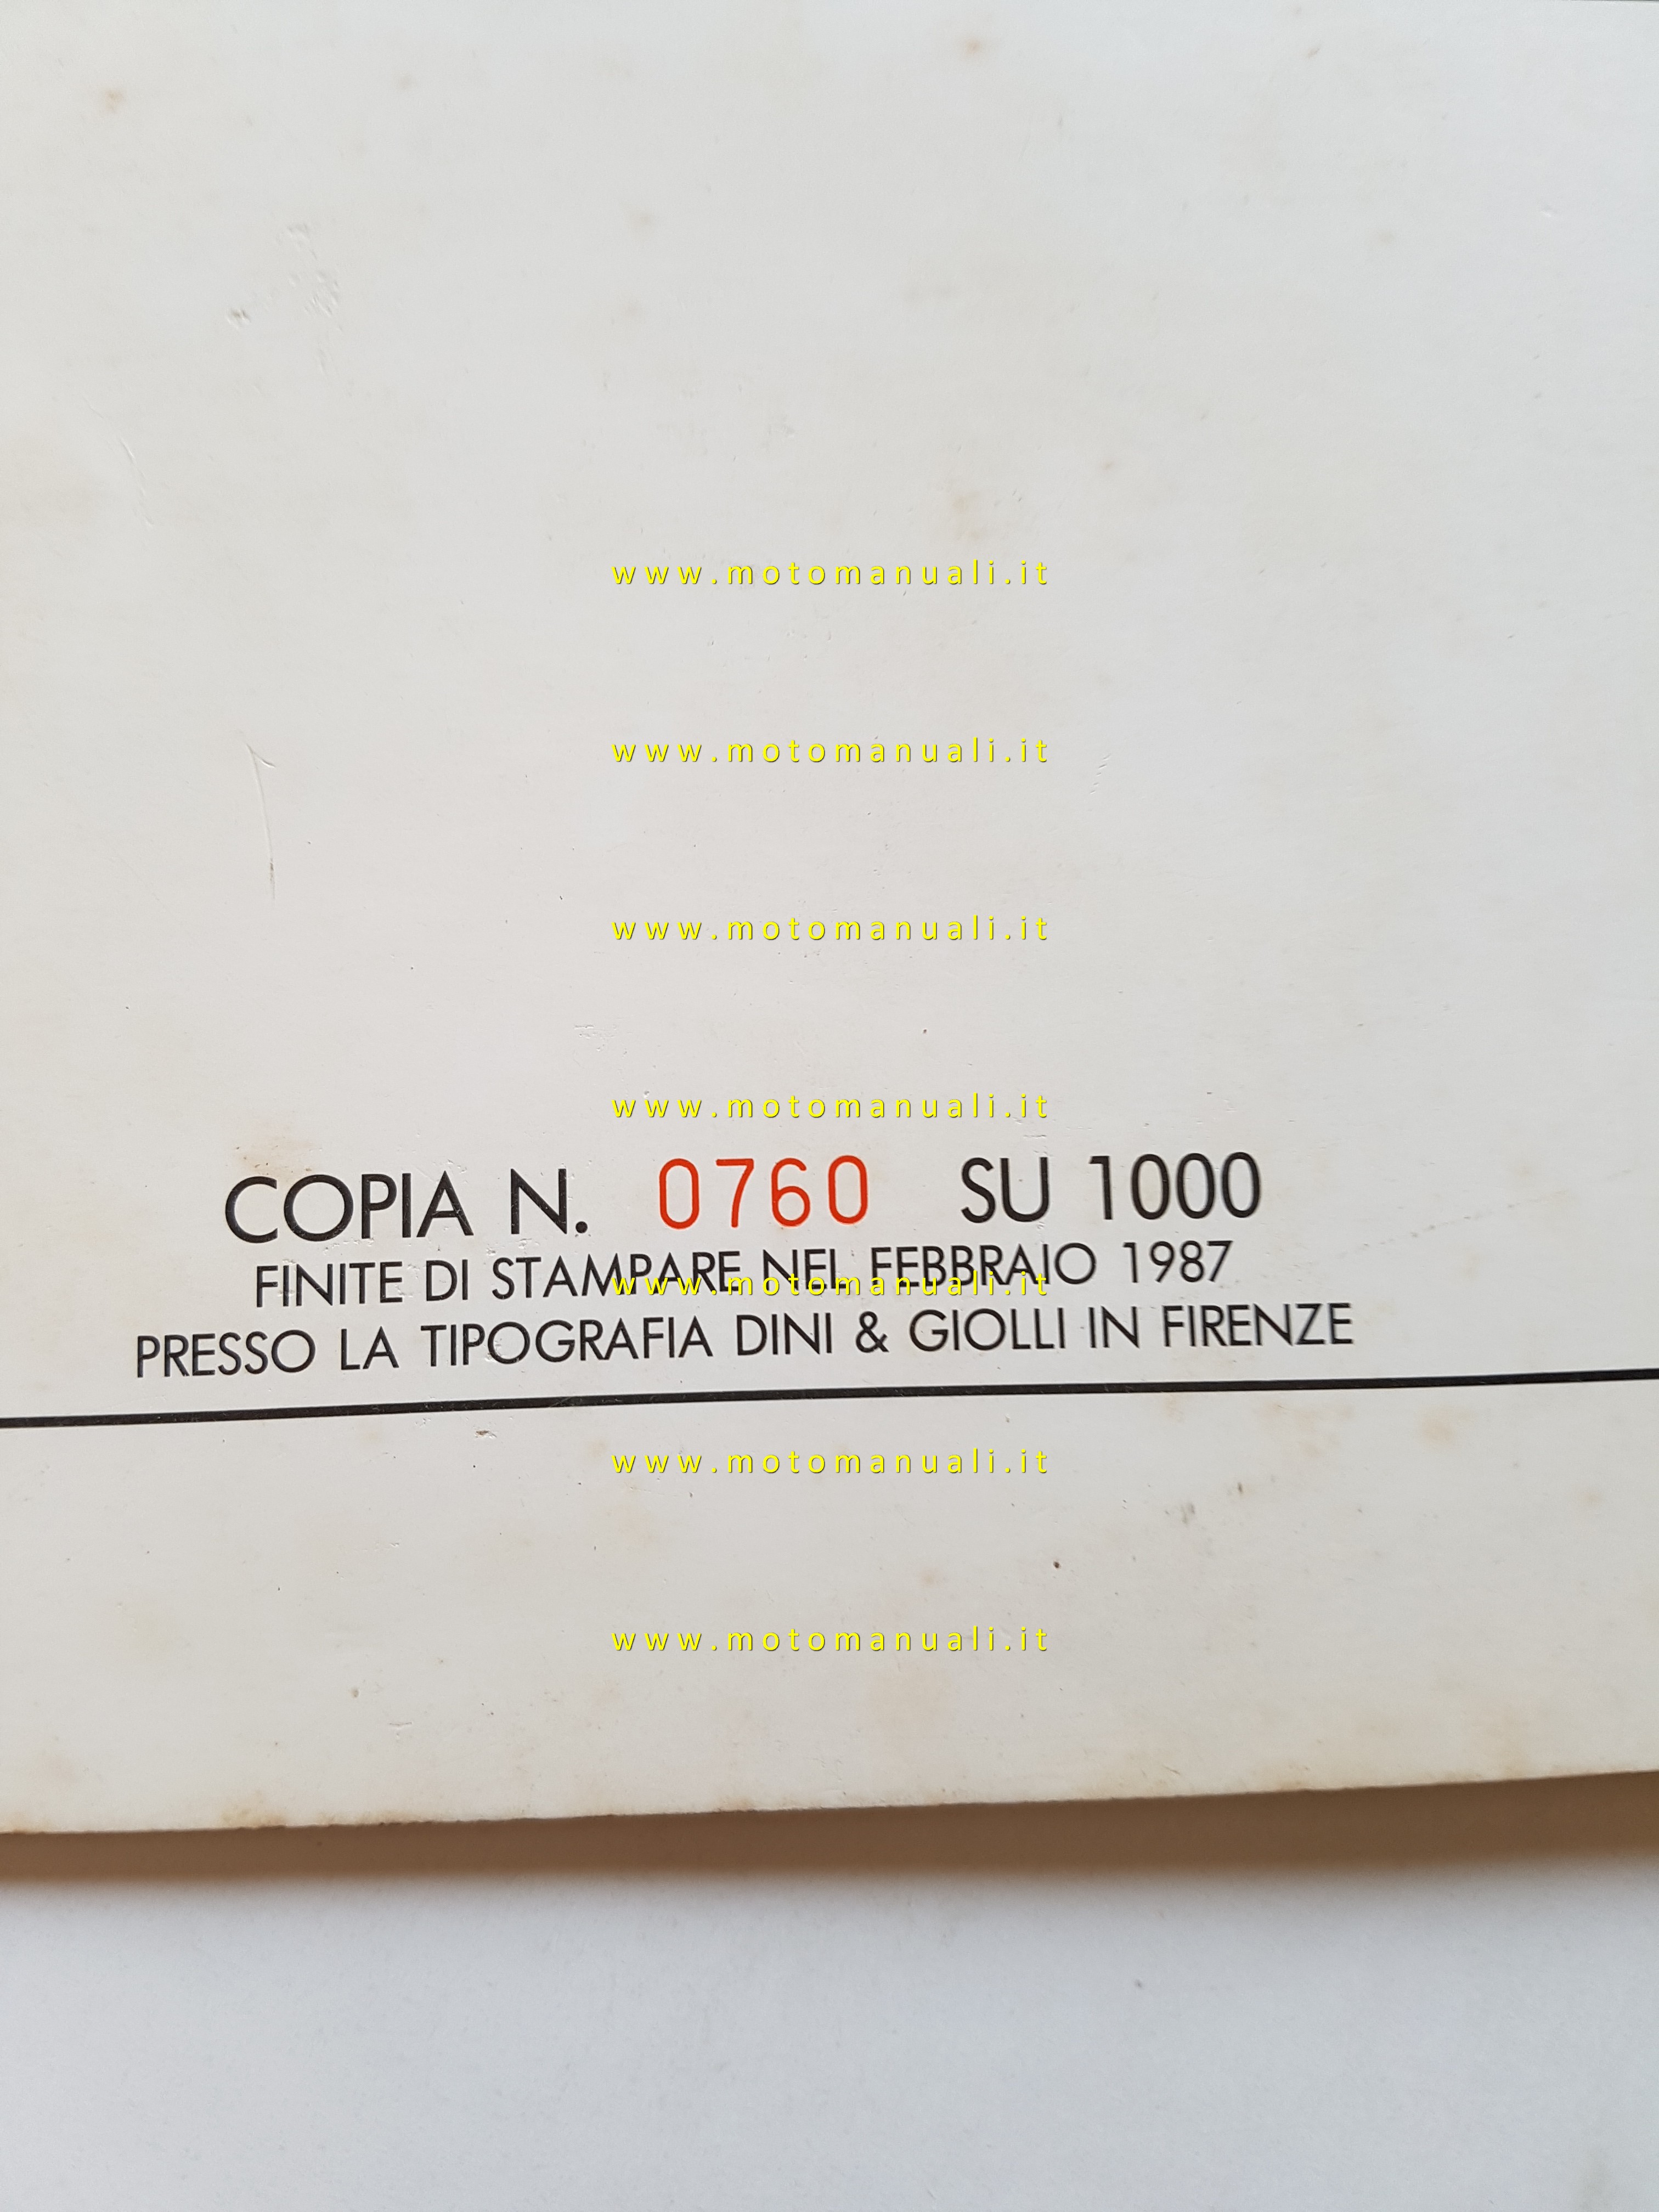 www.motomanuali.it
www.motomanuali.it
www.motomanuali.it
www.motomanuali.it
COPIA N. 0760 SU 1000
FINITE DI STAMPARE NEL FEBBRAIO 1987
www.motomanuali.it
PRESSO LA TIPOGRAFIA DINI & GIOLLI IN FIRENZE
www.motomanuali.it
www.motomanuali.it